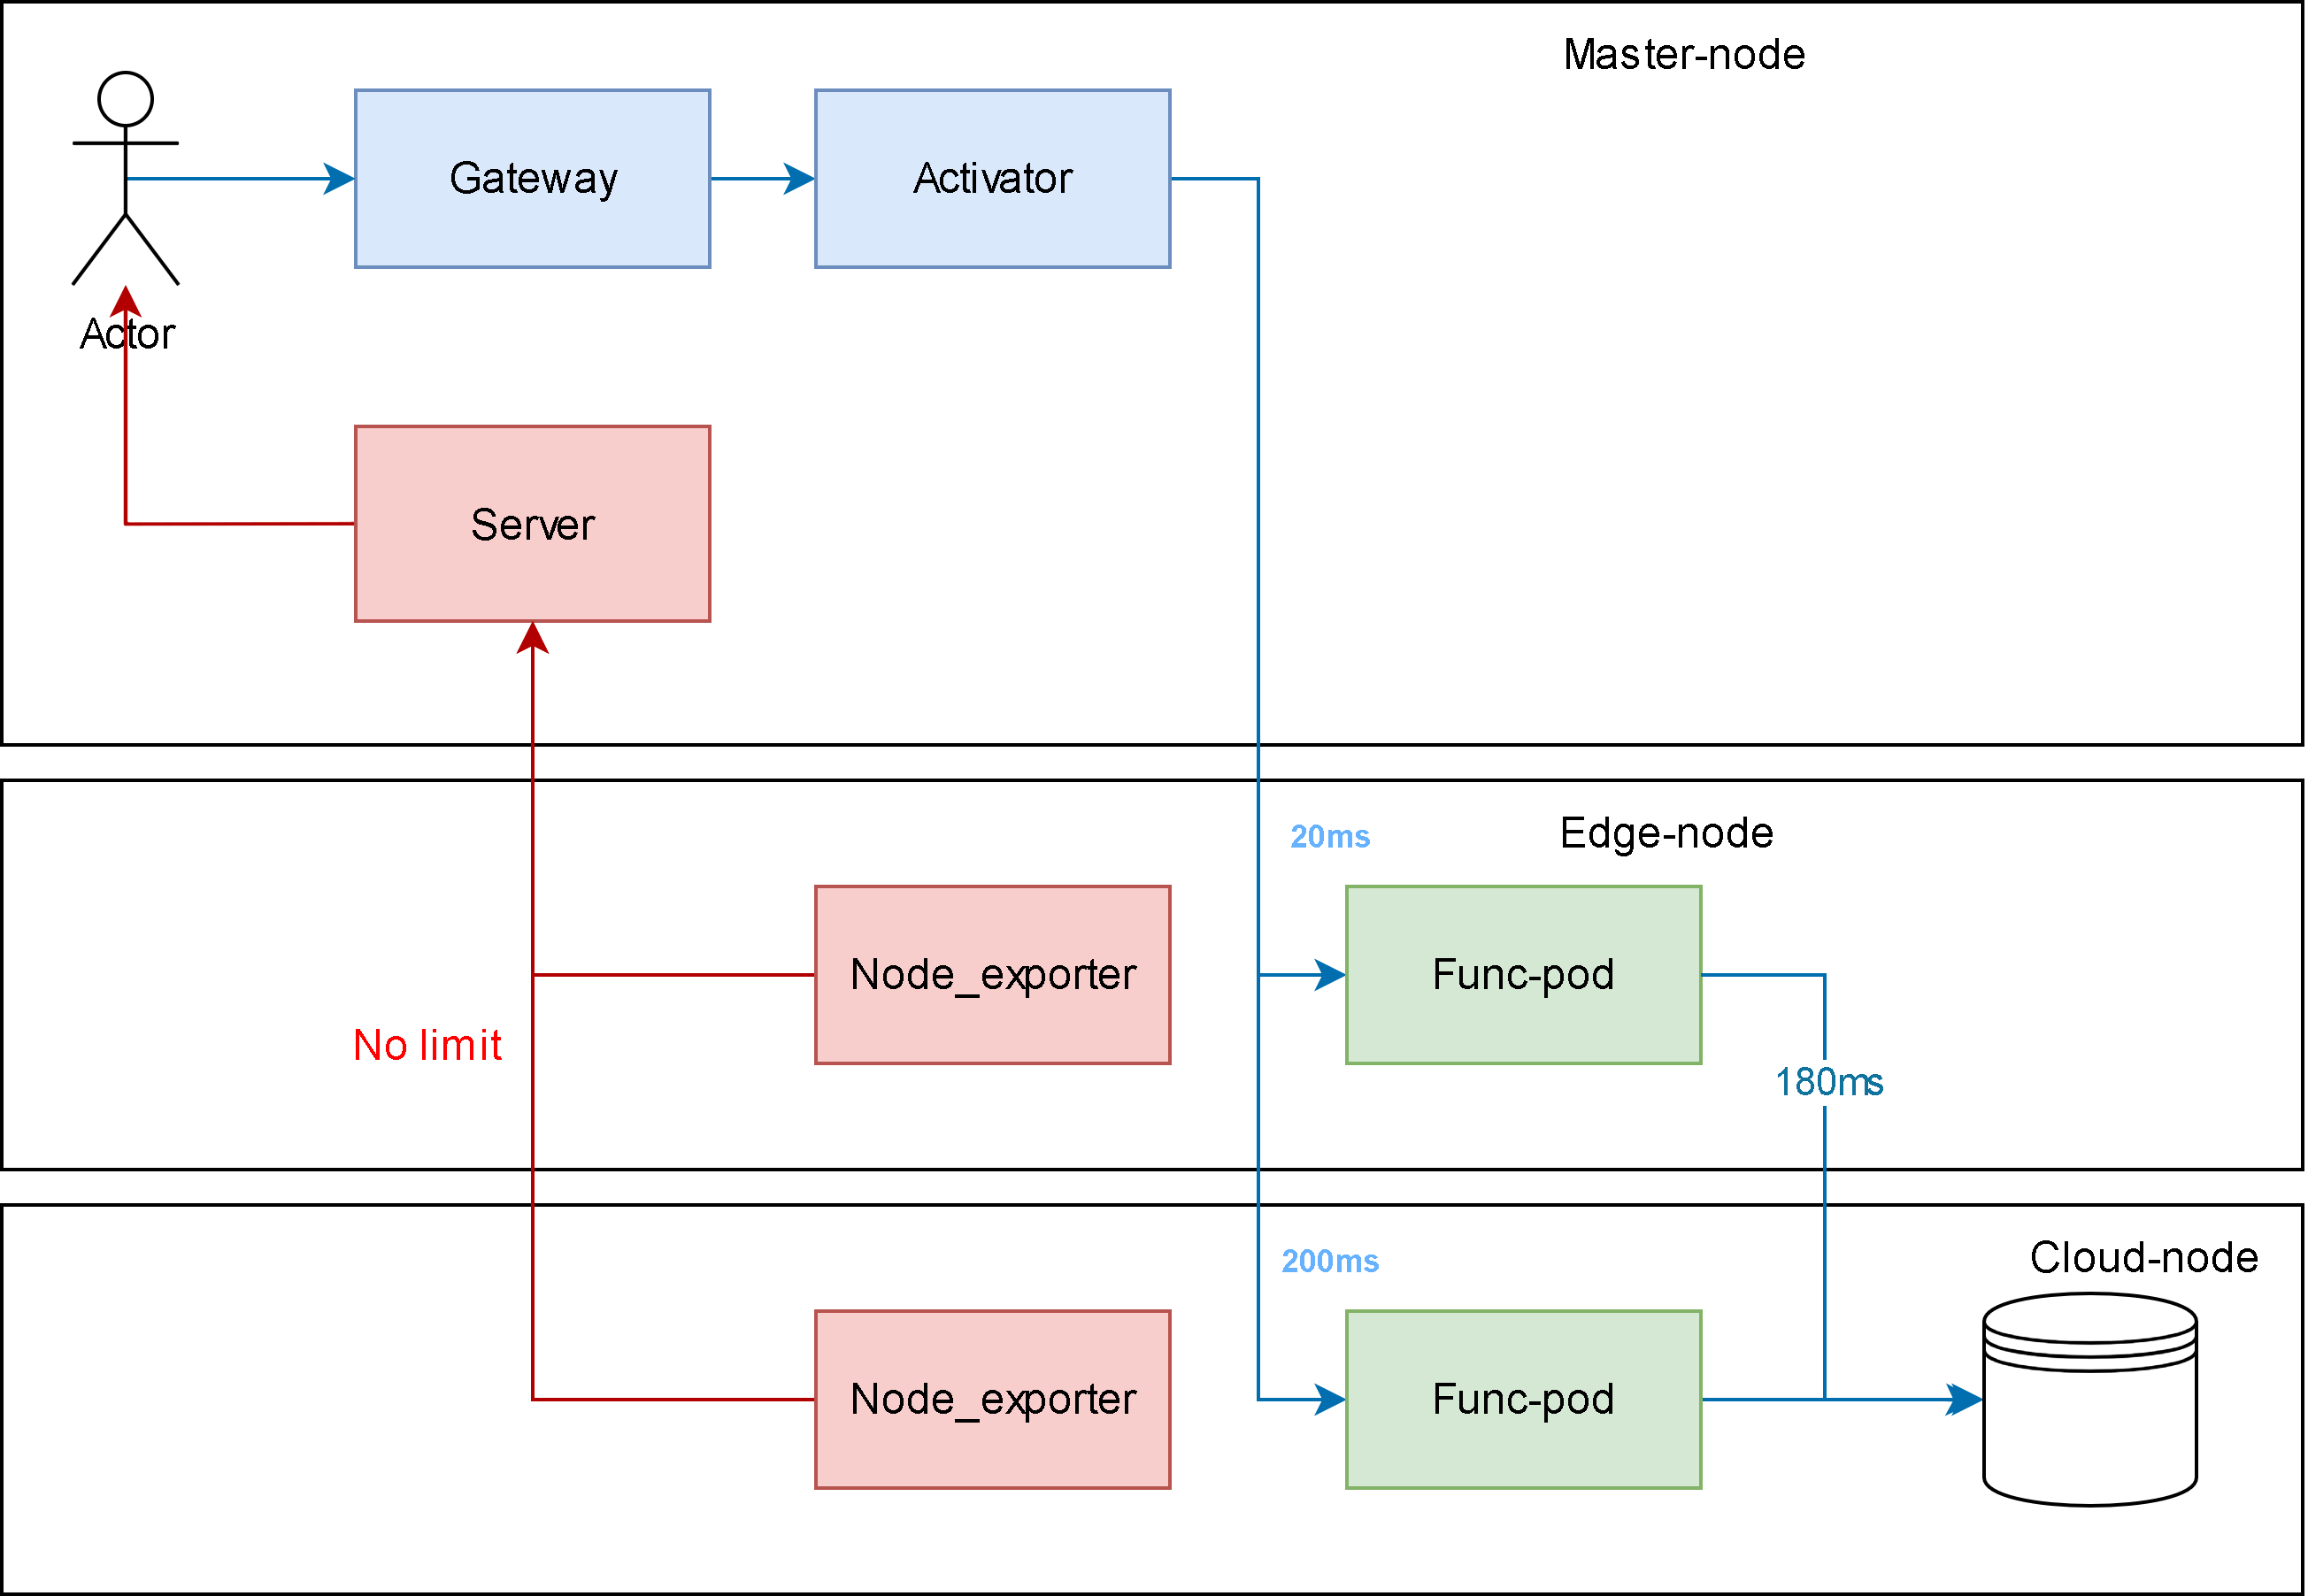 Master-node
Gateway
Activator
Actor
Server
20ms
Edge-node
Node_exporter
Func-pod
No limit
180ms
200ms
Cloud-node
Node_exporter
Func-pod